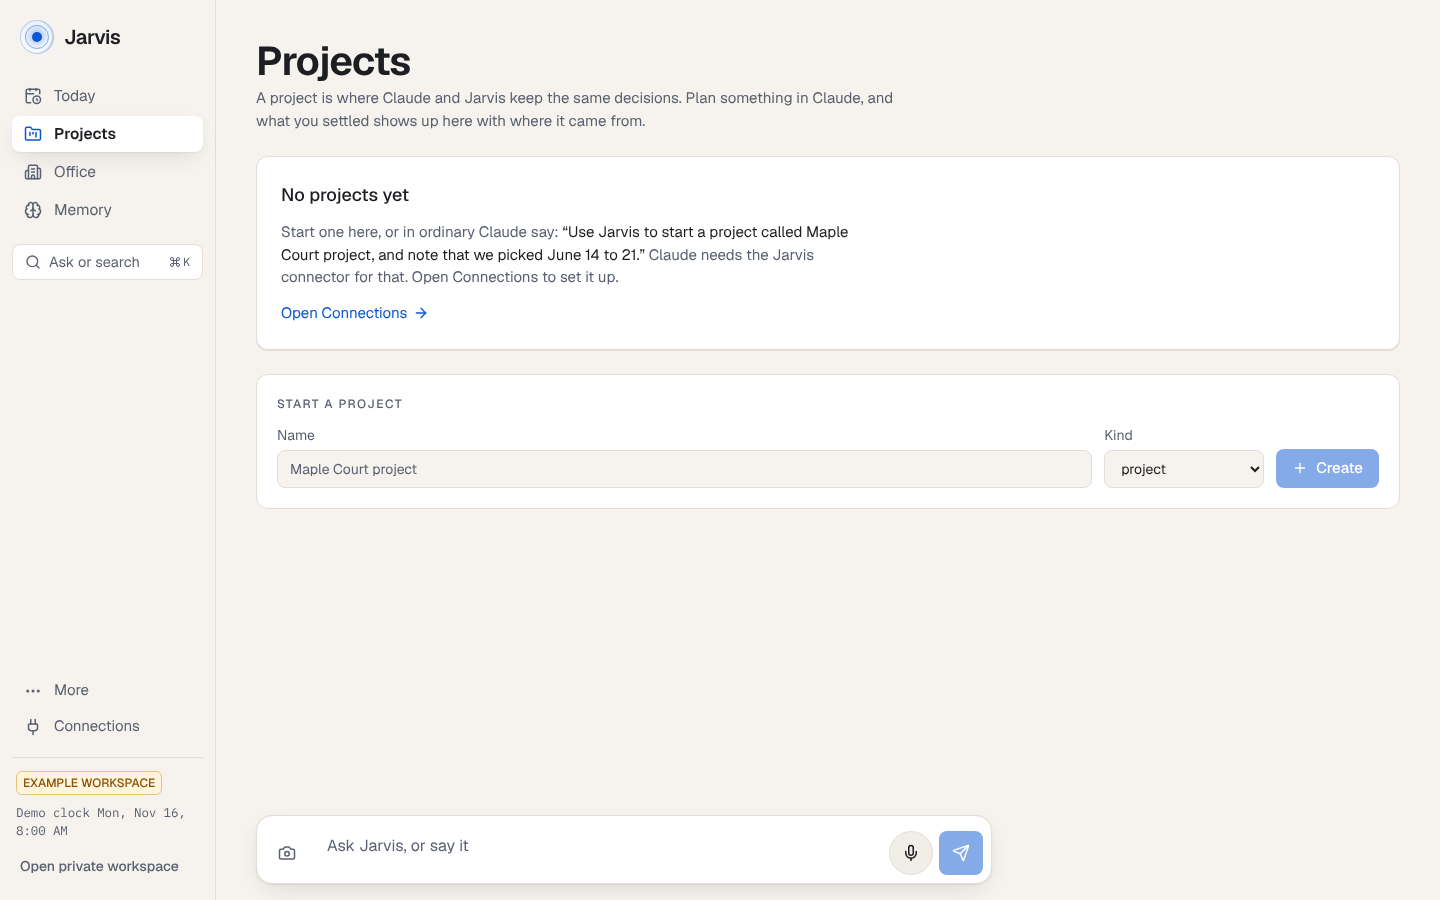 Jarvis
Today
Projects
Office
Memory
Ask or search ⌘K
More
Connections
EXAMPLE WORKSPACE
Demo clock Mon, Nov 16,
8:00 AM
Open private workspace
Projects
A project is where Claude and Jarvis keep the same decisions. Plan something in Claude, and
what you settled shows up here with where it came from.
No projects yet
Start one here, or in ordinary Claude say: “Use Jarvis to start a project called Maple
Court project, and note that we picked June 14 to 21.” Claude needs the Jarvis
connector for that. Open Connections to set it up.
Open Connections →
START A PROJECT
Name
Maple Court project
Kind
project
+ Create
Ask Jarvis, or say it